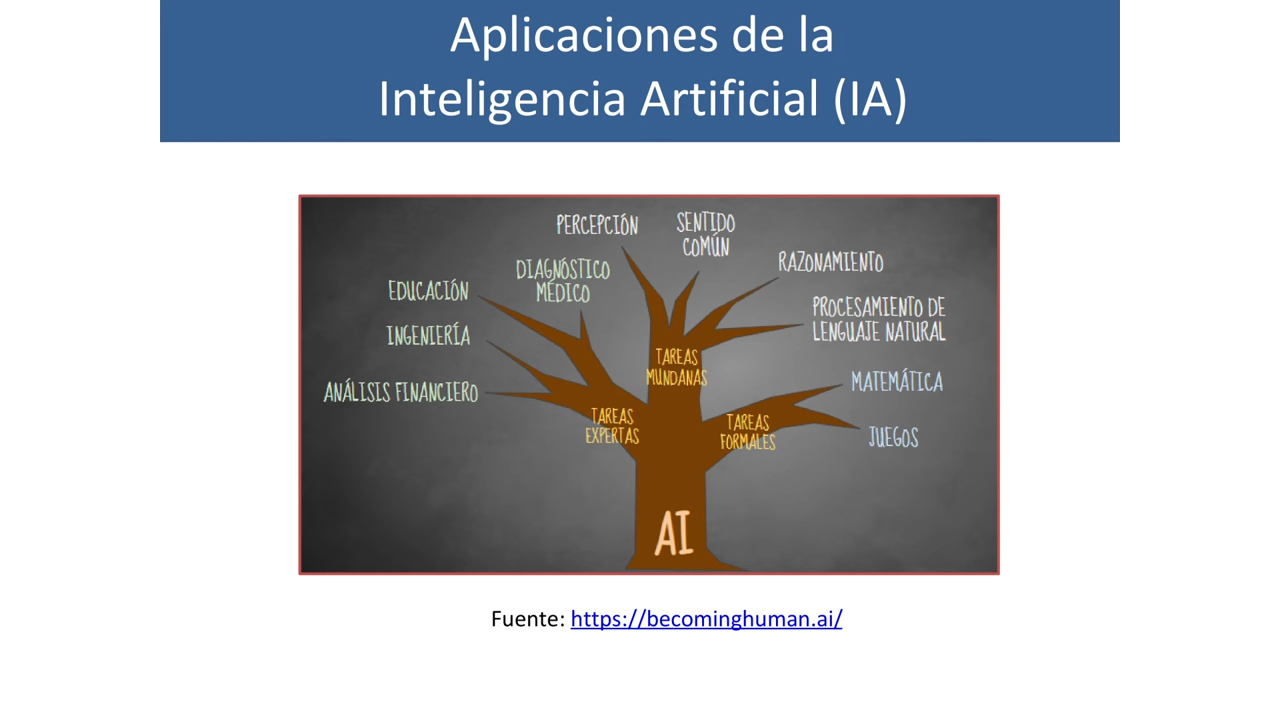 Aplicaciones de la
Inteligencia Artificial (IA)
PERCEPCIÓN
SENTIDO
COMÚN
RAZONAMIENTO
DIAGNÓSTICO
MÉDICO
EDUCACIÓN
PROCESAMIENTO DE
LENGUAJE NATURAL
INGENIERÍA
TAREAS
MUNDANAS
MATEMÁTICA
ANÁLISIS FINANCIERO
TAREAS
EXPERTAS
TAREAS
FORMALES
JUEGOS
AI
Fuente: https://becominghuman.ai/